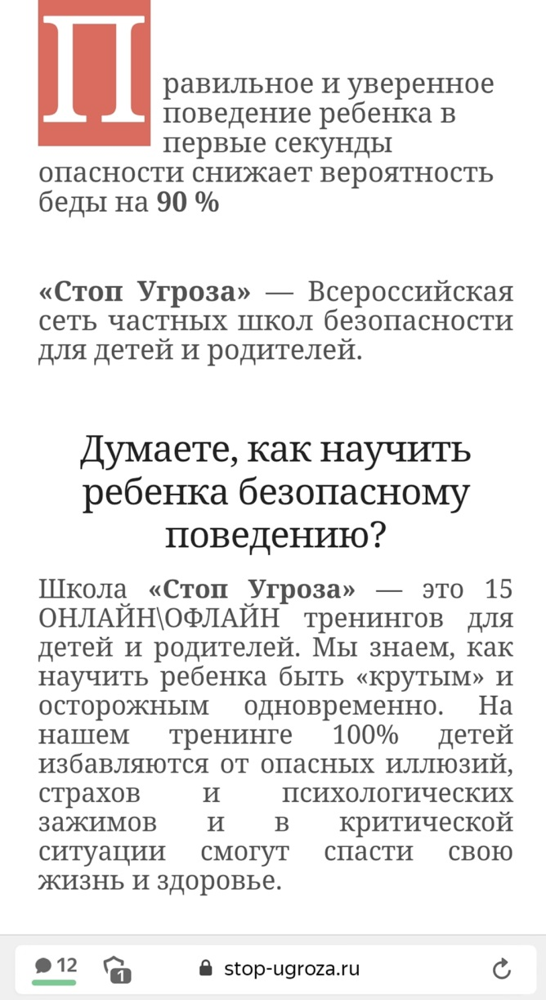 Правильное и уверенное
поведение ребенка в
первые секунды
опасности снижает вероятность
беды на 90 %
«Стоп Угроза» — Всероссийская
сеть частных школ безопасности
для детей и родителей.
Думаете, как научить
ребенка безопасному
поведению?
Школа «Стоп Угроза» — это 15
ОНЛАЙН\ОФЛАЙН тренингов для
детей и родителей. Мы знаем, как
научить ребенка быть «крутым» и
осторожным одновременно. На
нашем тренинге 100% детей
избавляются от опасных иллюзий,
страхов и психологических
зажимов и в критической
ситуации смогут спасти свою
жизнь и здоровье.
12
1
stop-ugroza.ru